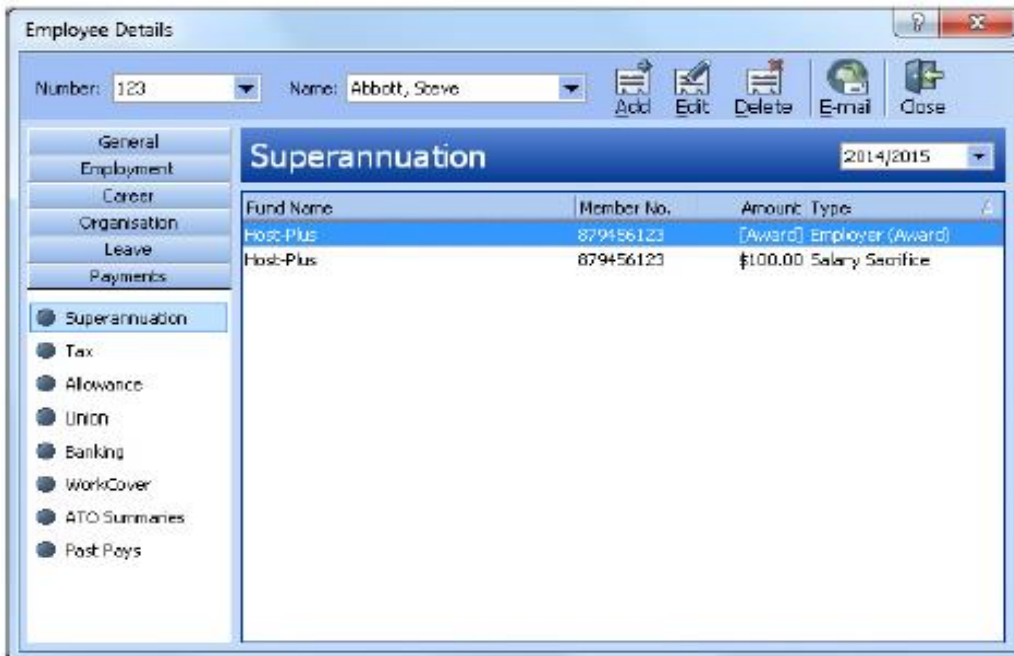 Employee Details
Number: 123 Name: Abbott, Steve Add Edit Delete E-mail Close
General
Employment
Career
Organisation
Leave
Payments
Superannuation
Tax
Allowance
Union
Banking
WorkCover
ATO Summaries
Past Pays
Superannuation 2014/2015
Fund Name Member No. Amount Type
Host-Plus 879456123 [Award] Employer (Award)
Host-Plus 879456123 $100.00 Salary Sacrifice